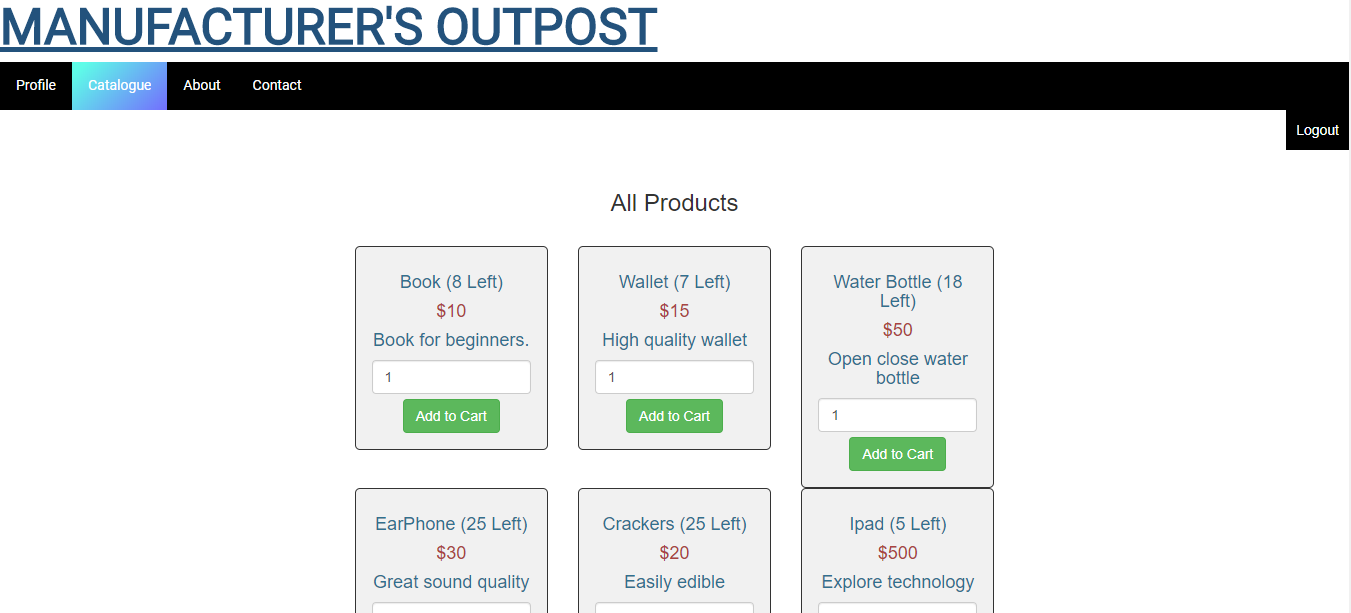 MANUFACTURER'S OUTPOST
Profile Catalogue About Contact
Logout
All Products
Book (8 Left)
$10
Book for beginners.
1
Add to Cart
Wallet (7 Left)
$15
High quality wallet
1
Add to Cart
Water Bottle (18
Left)
$50
Open close water
bottle
1
Add to Cart
EarPhone (25 Left)
$30
Great sound quality
Crackers (25 Left)
$20
Easily edible
Ipad (5 Left)
$500
Explore technology